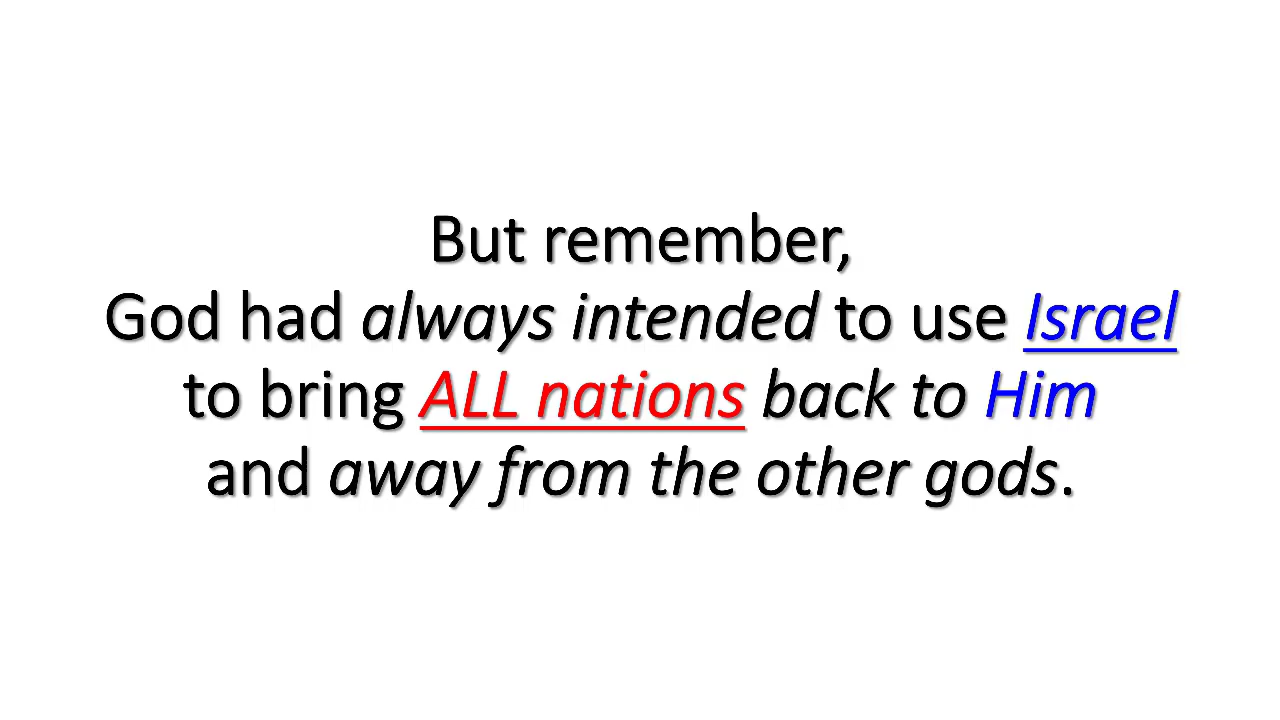 But remember,
God had always intended to use Israel
to bring ALL nations back to Him
and away from the other gods.